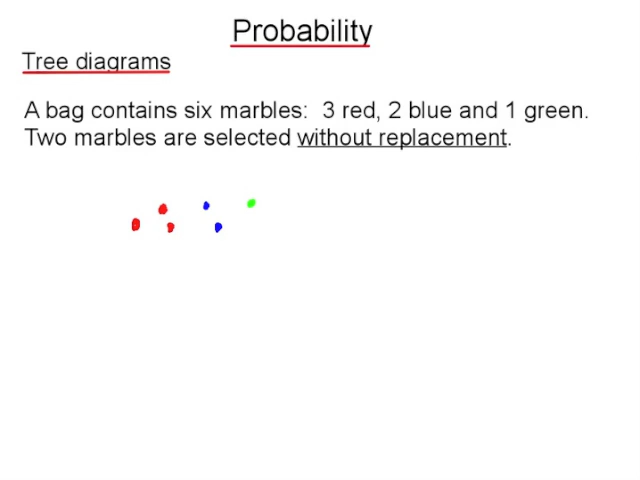 Probability
Tree diagrams
A bag contains six marbles:  3 red, 2 blue and 1 green.
Two marbles are selected without replacement.